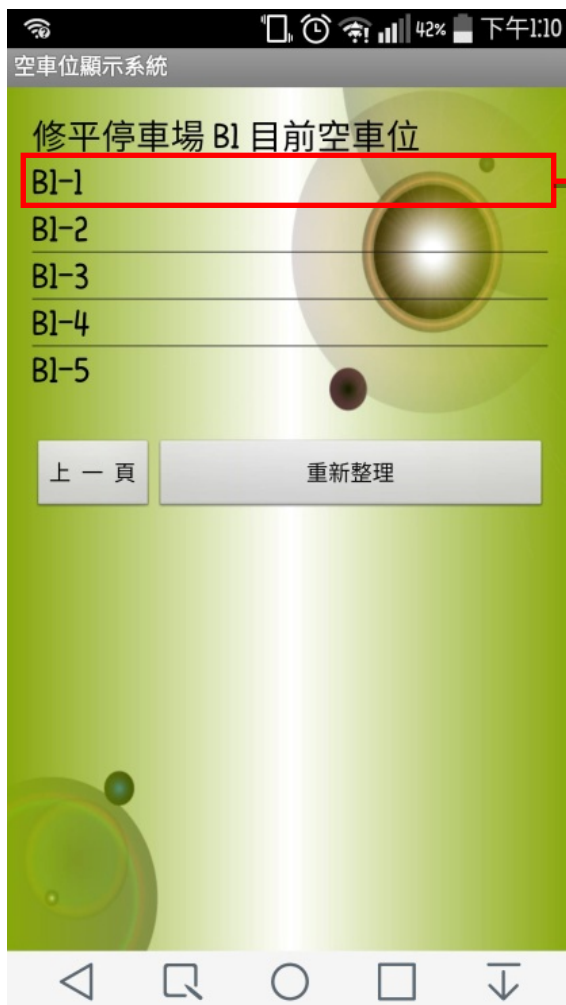 42% 下午1:10
空車位顯示系統
修平停車場 B1 目前空車位
B1-1
B1-2
B1-3
B1-4
B1-5
上 一 頁 重新整理